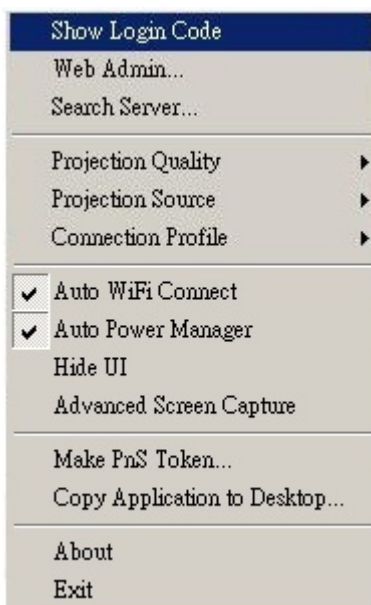 Show Login Code
Web Admin...
Search Server...
Projection Quality
Projection Source
Connection Profile
Auto WiFi Connect
Auto Power Manager
Hide UI
Advanced Screen Capture
Make PnS Token...
Copy Application to Desktop...
About
Exit